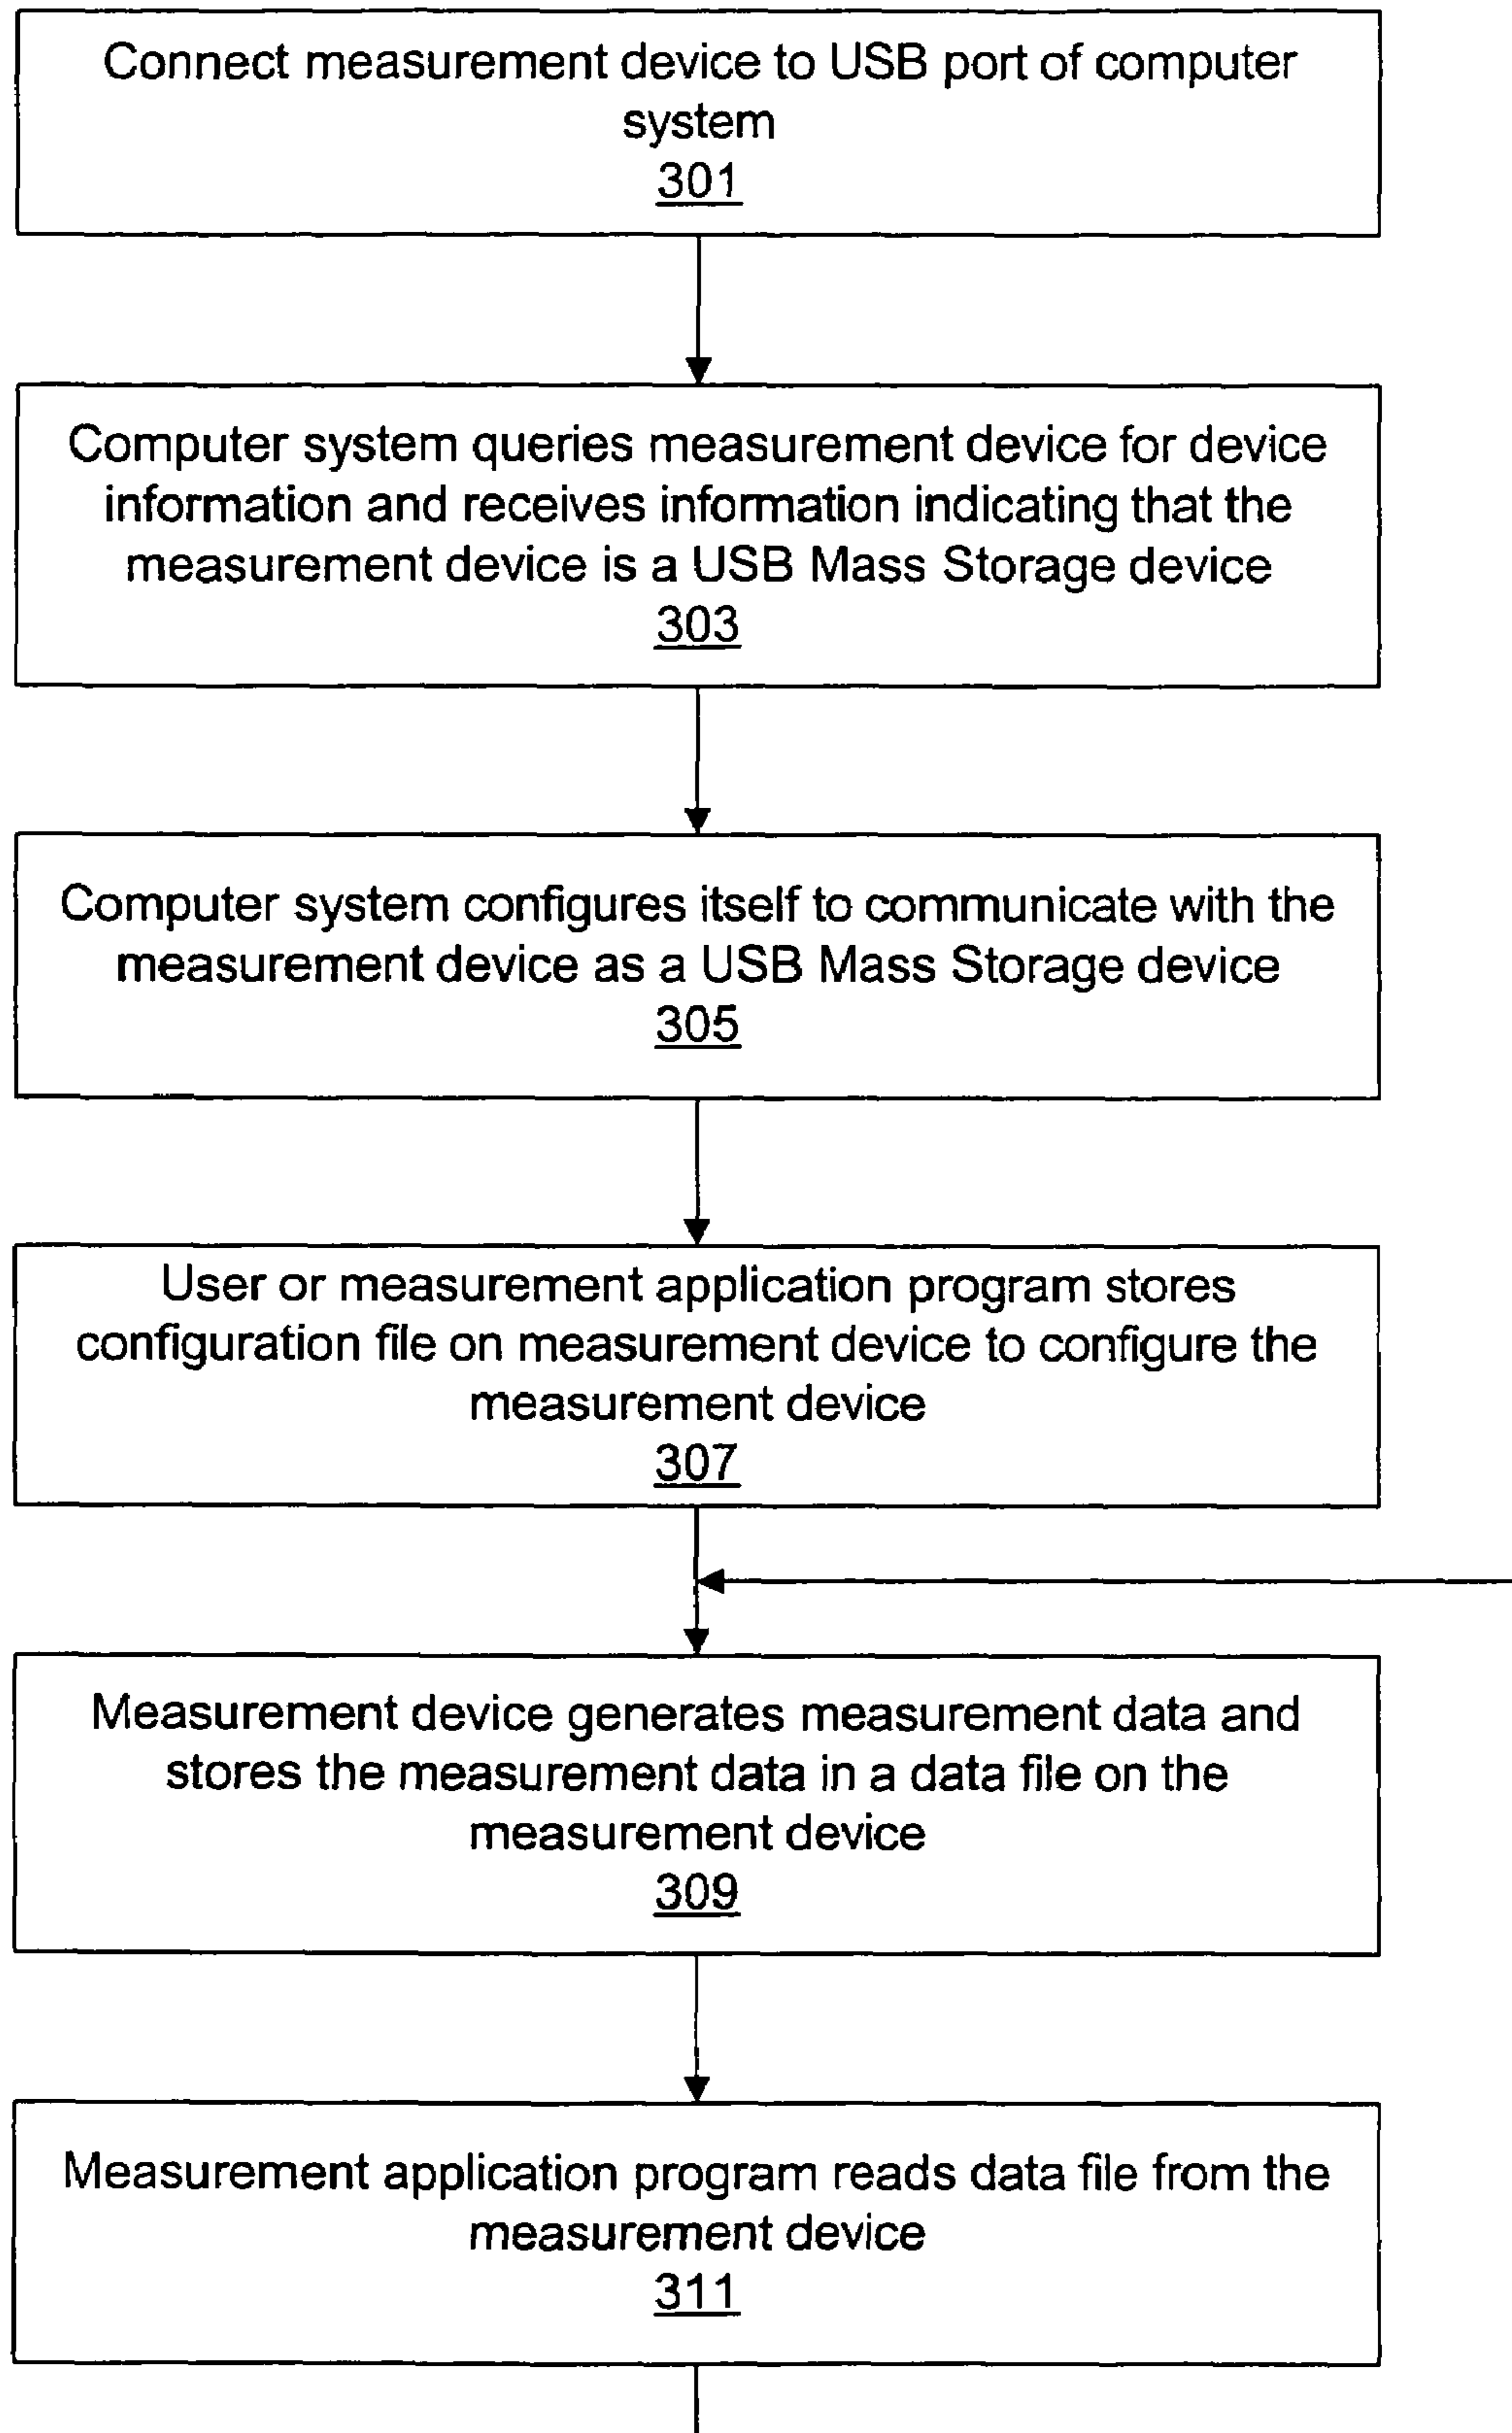 Connect measurement device to USB port of computer
system
301
Computer system queries measurement device for device
information and receives information indicating that the
measurement device is a USB Mass Storage device
303
Computer system configures itself to communicate with the
measurement device as a USB Mass Storage device
305
User or measurement application program stores
configuration file on measurement device to configure the
measurement device
307
Measurement device generates measurement data and
stores the measurement data in a data file on the
measurement device
309
Measurement application program reads data file from the
measurement device
311